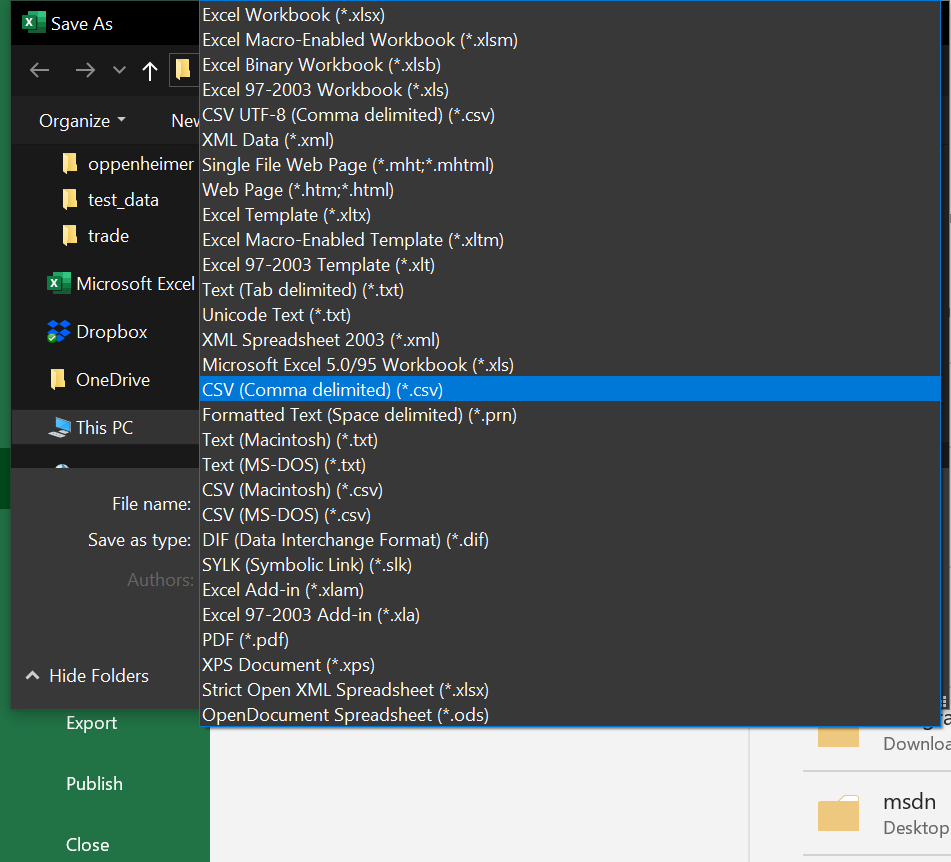 Save As
Organize
New
oppenheimer
test_data
trade
Microsoft Excel
Dropbox
OneDrive
This PC
File name:
Save as type:
Authors:
Hide Folders
Excel Workbook (*.xlsx)
Excel Macro-Enabled Workbook (*.xlsm)
Excel Binary Workbook (*.xlsb)
Excel 97-2003 Workbook (*.xls)
CSV UTF-8 (Comma delimited) (*.csv)
XML Data (*.xml)
Single File Web Page (*.mht;*.mhtml)
Web Page (*.htm;*.html)
Excel Template (*.xltx)
Excel Macro-Enabled Template (*.xltm)
Excel 97-2003 Template (*.xlt)
Text (Tab delimited) (*.txt)
Unicode Text (*.txt)
XML Spreadsheet 2003 (*.xml)
Microsoft Excel 5.0/95 Workbook (*.xls)
CSV (Comma delimited) (*.csv)
Formatted Text (Space delimited) (*.prn)
Text (Macintosh) (*.txt)
Text (MS-DOS) (*.txt)
CSV (Macintosh) (*.csv)
CSV (MS-DOS) (*.csv)
DIF (Data Interchange Format) (*.dif)
SYLK (Symbolic Link) (*.slk)
Excel Add-in (*.xlam)
Excel 97-2003 Add-in (*.xla)
PDF (*.pdf)
XPS Document (*.xps)
Strict Open XML Spreadsheet (*.xlsx)
OpenDocument Spreadsheet (*.ods)
Export
Publish
Close
Downloa
msdn
Desktop